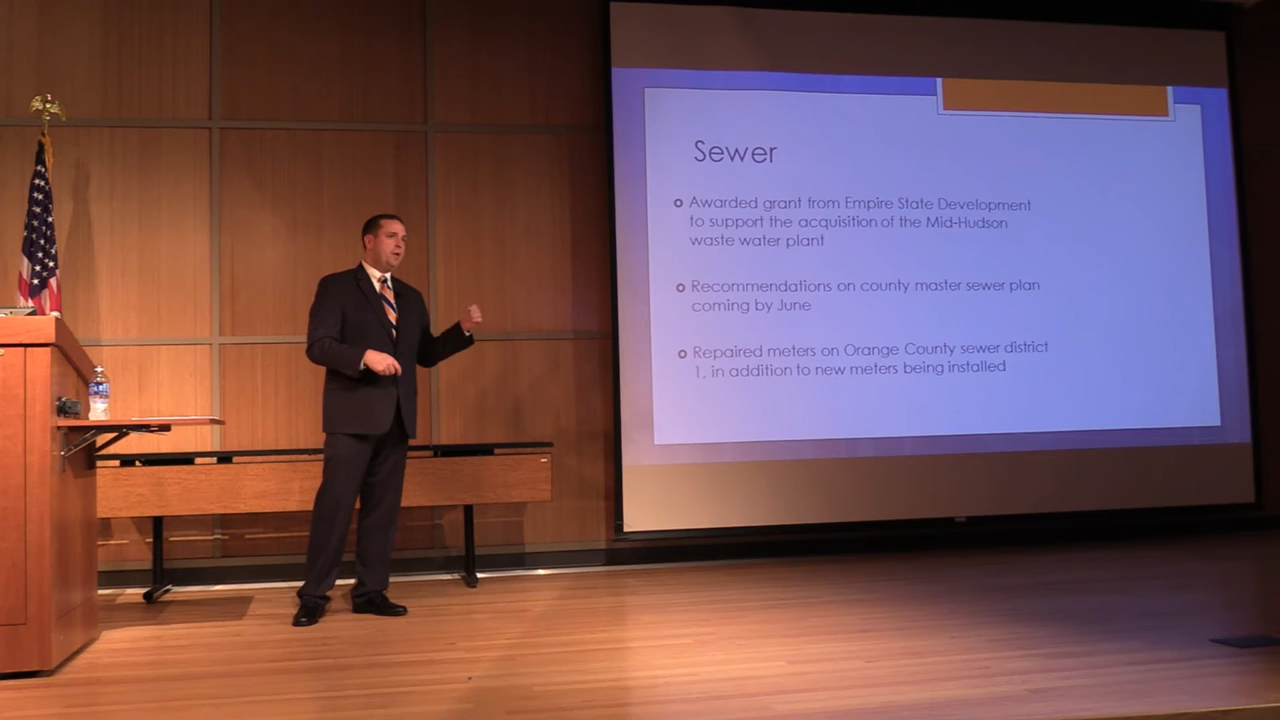 Sewer
Awarded grant from Empire State Development
to support the acquisition of the Mid-Hudson
waste water plant
Recommendations on county master sewer plan
coming by June
Repaired meters on Orange County sewer district
1, in addition to new meters being installed